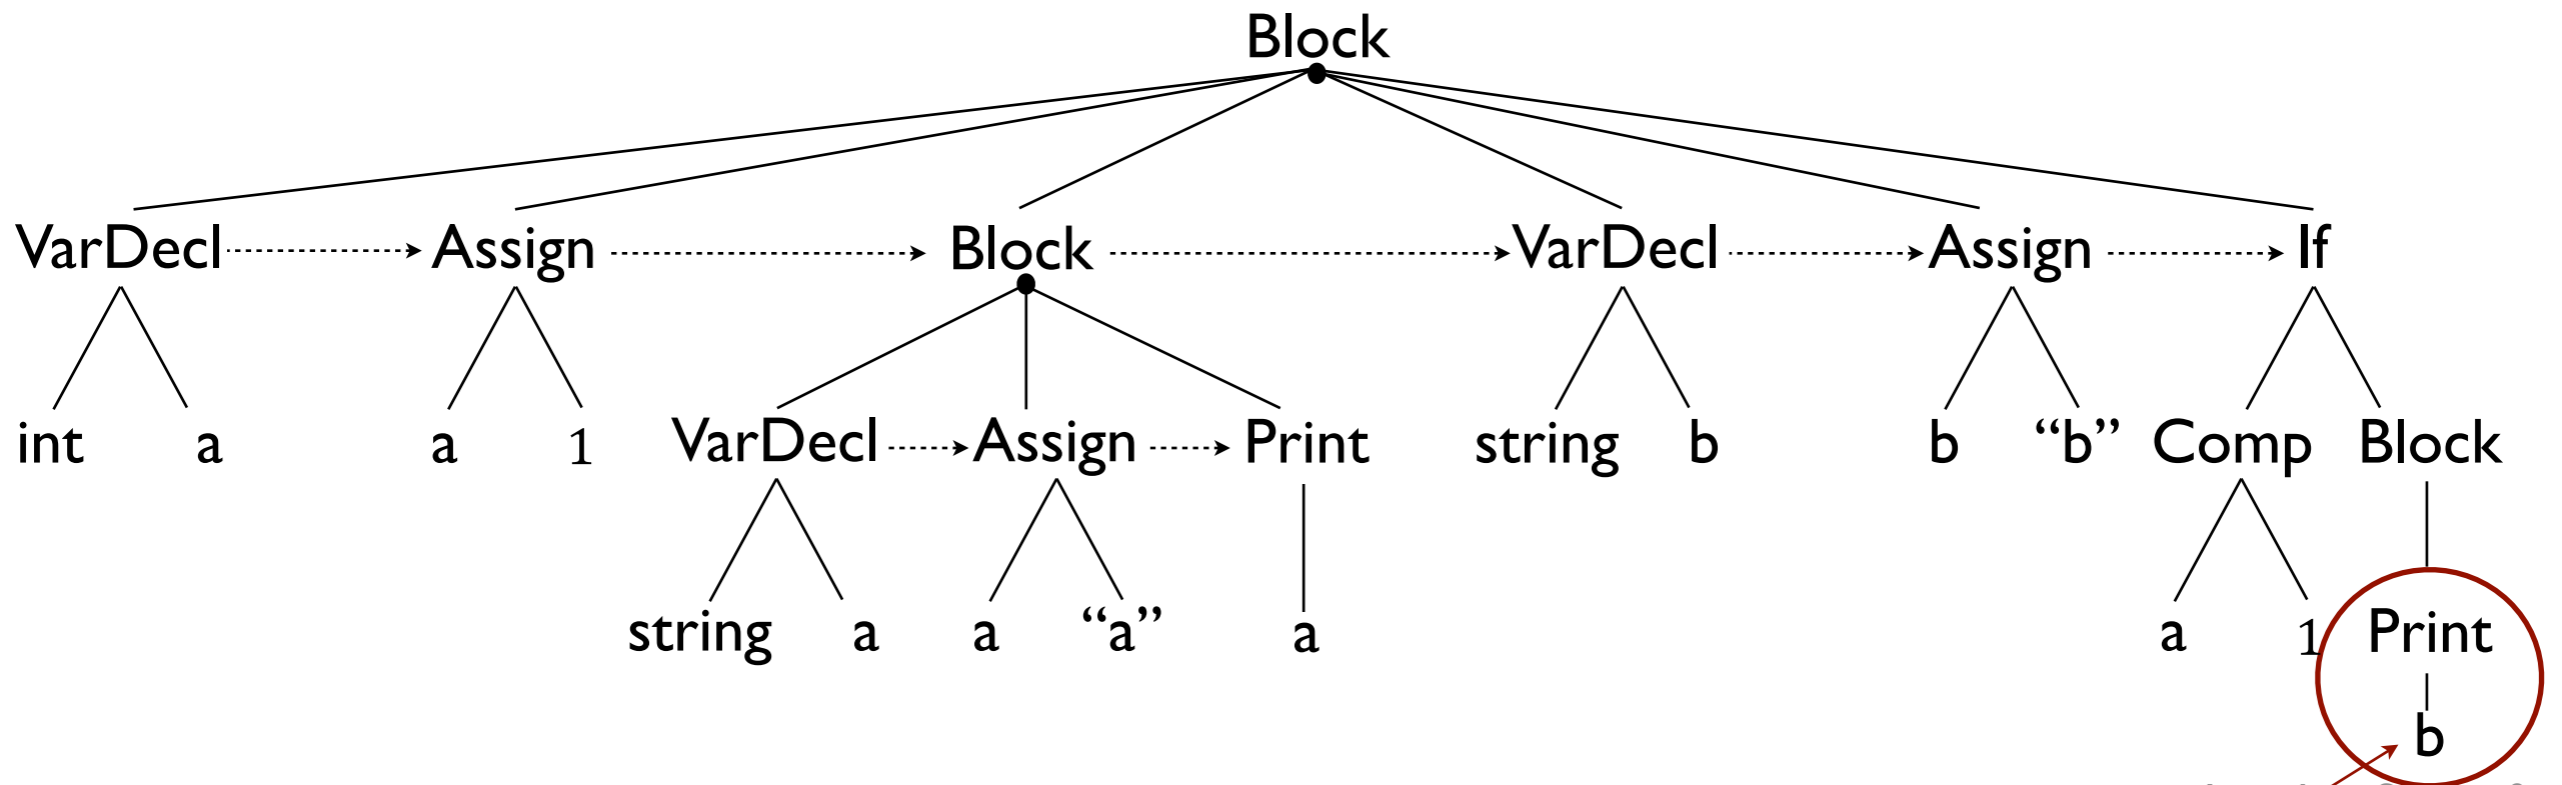 Block
VarDecl Assign Block VarDecl Assign If
int a a 1 VarDecl Assign Print string b b “b” Comp Block
string a a “a” a a 1 Print
b